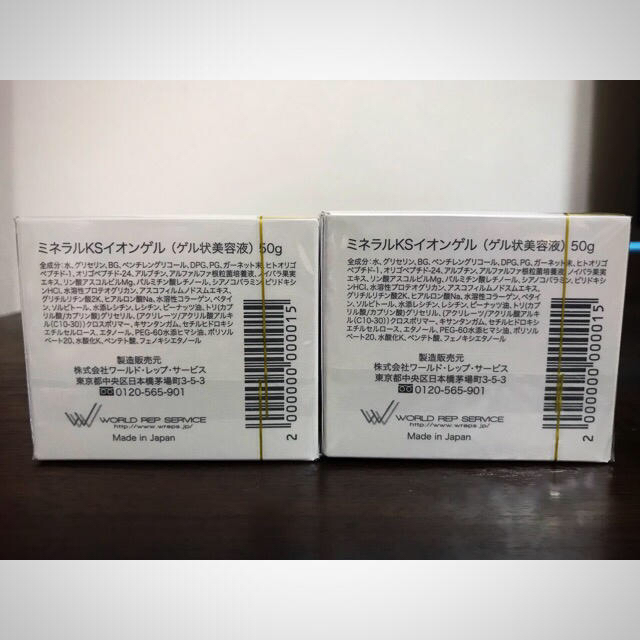 ミネラルKSイオンゲル(ゲル状美容液)50g
全成分:水、グリセリン、BG、ペンチレングリコール、DPG、PG、ガーネット末、ヒトオリゴ
ペプチド-1、オリゴペプチド-24、アルブチン、アルファルファ根粒菌培養液、ノイバラ果実
エキス、リン酸アスコルビルMg、パルミチン酸レチノール、シアノコバラミン、ピリドキシ
ンHCl、水溶性プロテオグリカン、アスコフィルムノドスムエキス、
グリチルリチン酸2K、ヒアルロン酸Na、水溶性コラーゲン、ベタイ
ン、ソルビトール、水添レシチン、レシチン、ピーナッツ油、トリ(カプ
リル酸/カプリン酸)グリセリル、(アクリレーツ/アクリル酸アルキ
ル(C10-30))クロスポリマー、キサンタンガム、セチルヒドロキシ
エチルセルロース、エタノール、PEG-60水添ヒマシ油、ポリソル
ベート20、水酸化K、ペンテト酸、フェノキシエタノール
製造販売元
株式会社ワールド・レップ・サービス
東京都中央区日本橋茅場町3-5-3
0120-565-901
WORLD REP SERVICE
http://www.wreps.jp/
Made in Japan
2 000000 000015
ミネラルKSイオンゲル(ゲル状美容液)50g
全成分:水、グリセリン、BG、ペンチレングリコール、DPG、PG、ガーネット末、ヒトオリゴ
ペプチド-1、オリゴペプチド-24、アルブチン、アルファルファ根粒菌培養液、ノイバラ果実
エキス、リン酸アスコルビルMg、パルミチン酸レチノール、シアノコバラミン、ピリドキシ
ンHCl、水溶性プロテオグリカン、アスコフィルムノドスムエキス、
グリチルリチン酸2K、ヒアルロン酸Na、水溶性コラーゲン、ベタイ
ン、ソルビトール、水添レシチン、レシチン、ピーナッツ油、トリ(カプ
リル酸/カプリン酸)グリセリル、(アクリレーツ/アクリル酸アルキ
ル(C10-30))クロスポリマー、キサンタンガム、セチルヒドロキシ
エチルセルロース、エタノール、PEG-60水添ヒマシ油、ポリソル
ベート20、水酸化K、ペンテト酸、フェノキシエタノール
製造販売元
株式会社ワールド・レップ・サービス
東京都中央区日本橋茅場町3-5-3
0120-565-901
WORLD REP SERVICE
http://www.wreps.jp/
Made in Japan
2 000000 000015